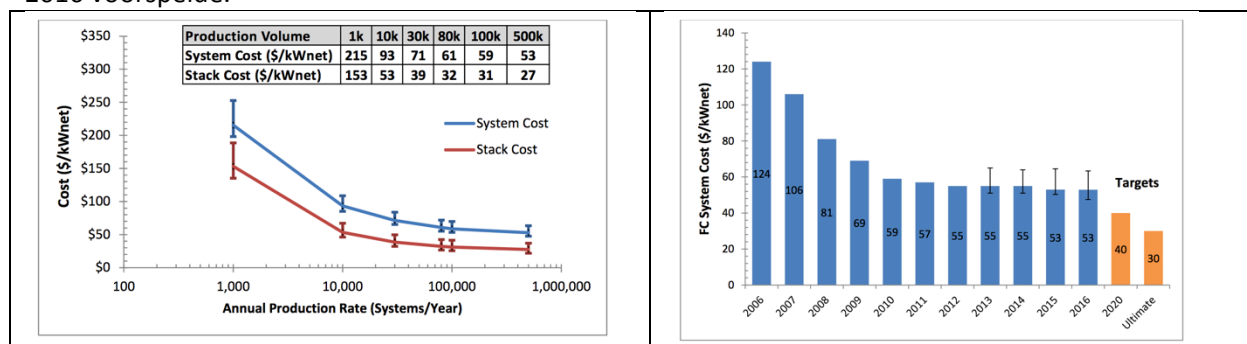 voorspelde.
$350
$300
$250
$200
$150
$100
$50
$0
Cost ($/kWnet)
Production Volume 1k 10k 30k 80k 100k 500k
System Cost ($/kWnet) 215 93 71 61 59 53
Stack Cost ($/kWnet) 153 53 39 32 31 27
System Cost
Stack Cost
100 1,000 10,000 100,000 1,000,000
Annual Production Rate (Systems/Year)
140
120
100
80
60
40
20
0
FC System Cost ($/kWnet)
Targets
124 106 81 69 59 57 55 55 55 53 53 40 30
2006 2007 2008 2009 2010 2011 2012 2013 2014 2015 2016 2020 Ultimate